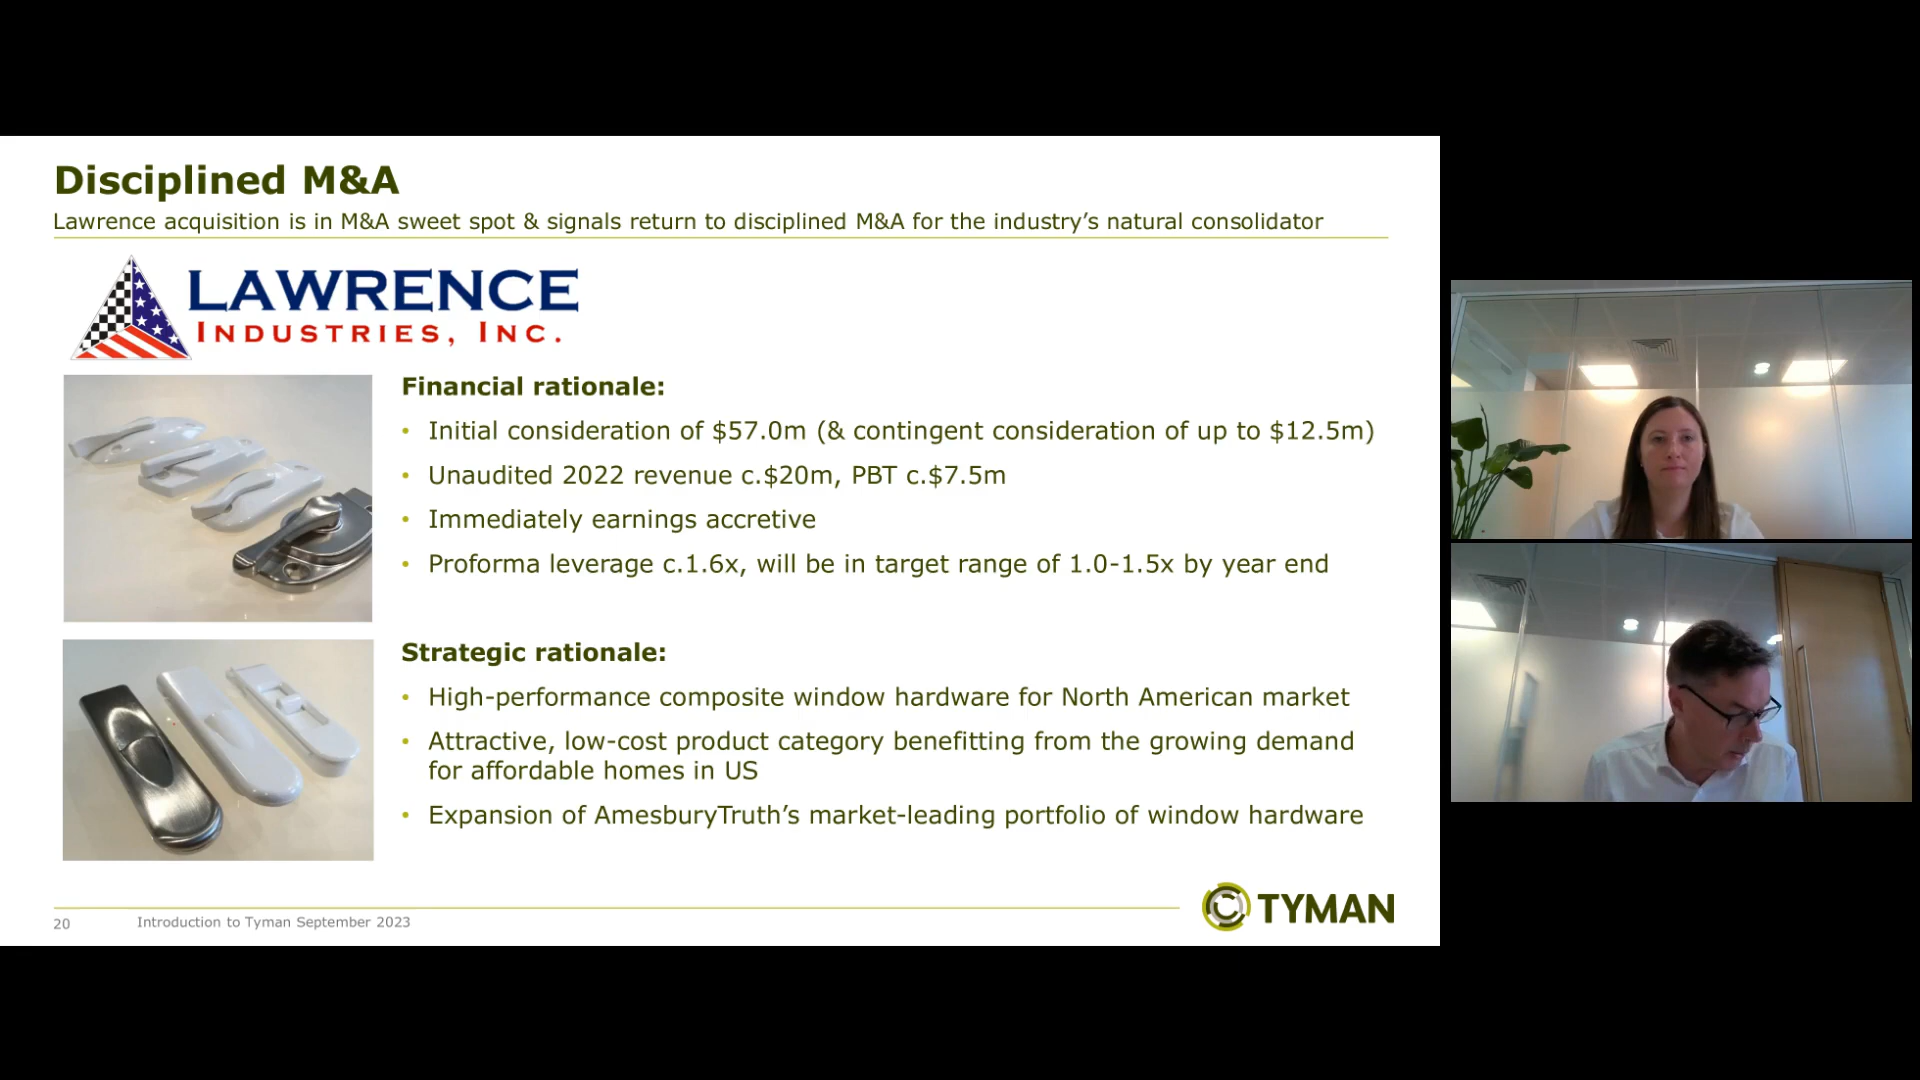 Disciplined M&A
Lawrence acquisition is in M&A sweet spot & signals return to disciplined M&A for the industry’s natural consolidator
LAWRENCE
INDUSTRIES, INC.
Financial rationale:
• Initial consideration of $57.0m (& contingent consideration of up to $12.5m)
• Unaudited 2022 revenue c.$20m, PBT c.$7.5m
• Immediately earnings accretive
• Proforma leverage c.1.6x, will be in target range of 1.0-1.5x by year end
Strategic rationale:
• High-performance composite window hardware for North American market
• Attractive, low-cost product category benefitting from the growing demand
for affordable homes in US
• Expansion of AmesburyTruth’s market-leading portfolio of window hardware
20
Introduction to Tyman September 2023
TYMAN